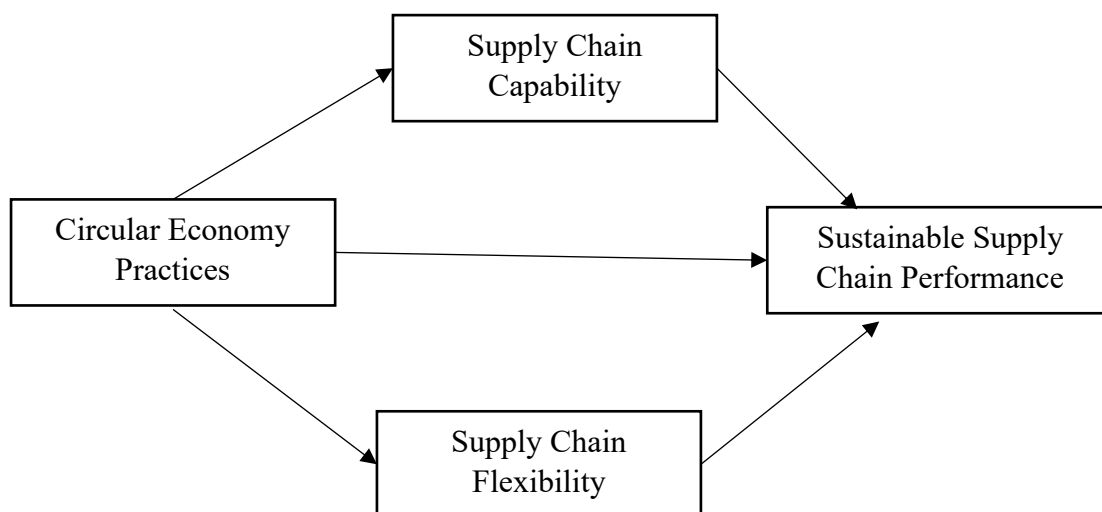 Supply Chain
Capability
Circular Economy
Practices
Sustainable Supply
Chain Performance
Supply Chain
Flexibility